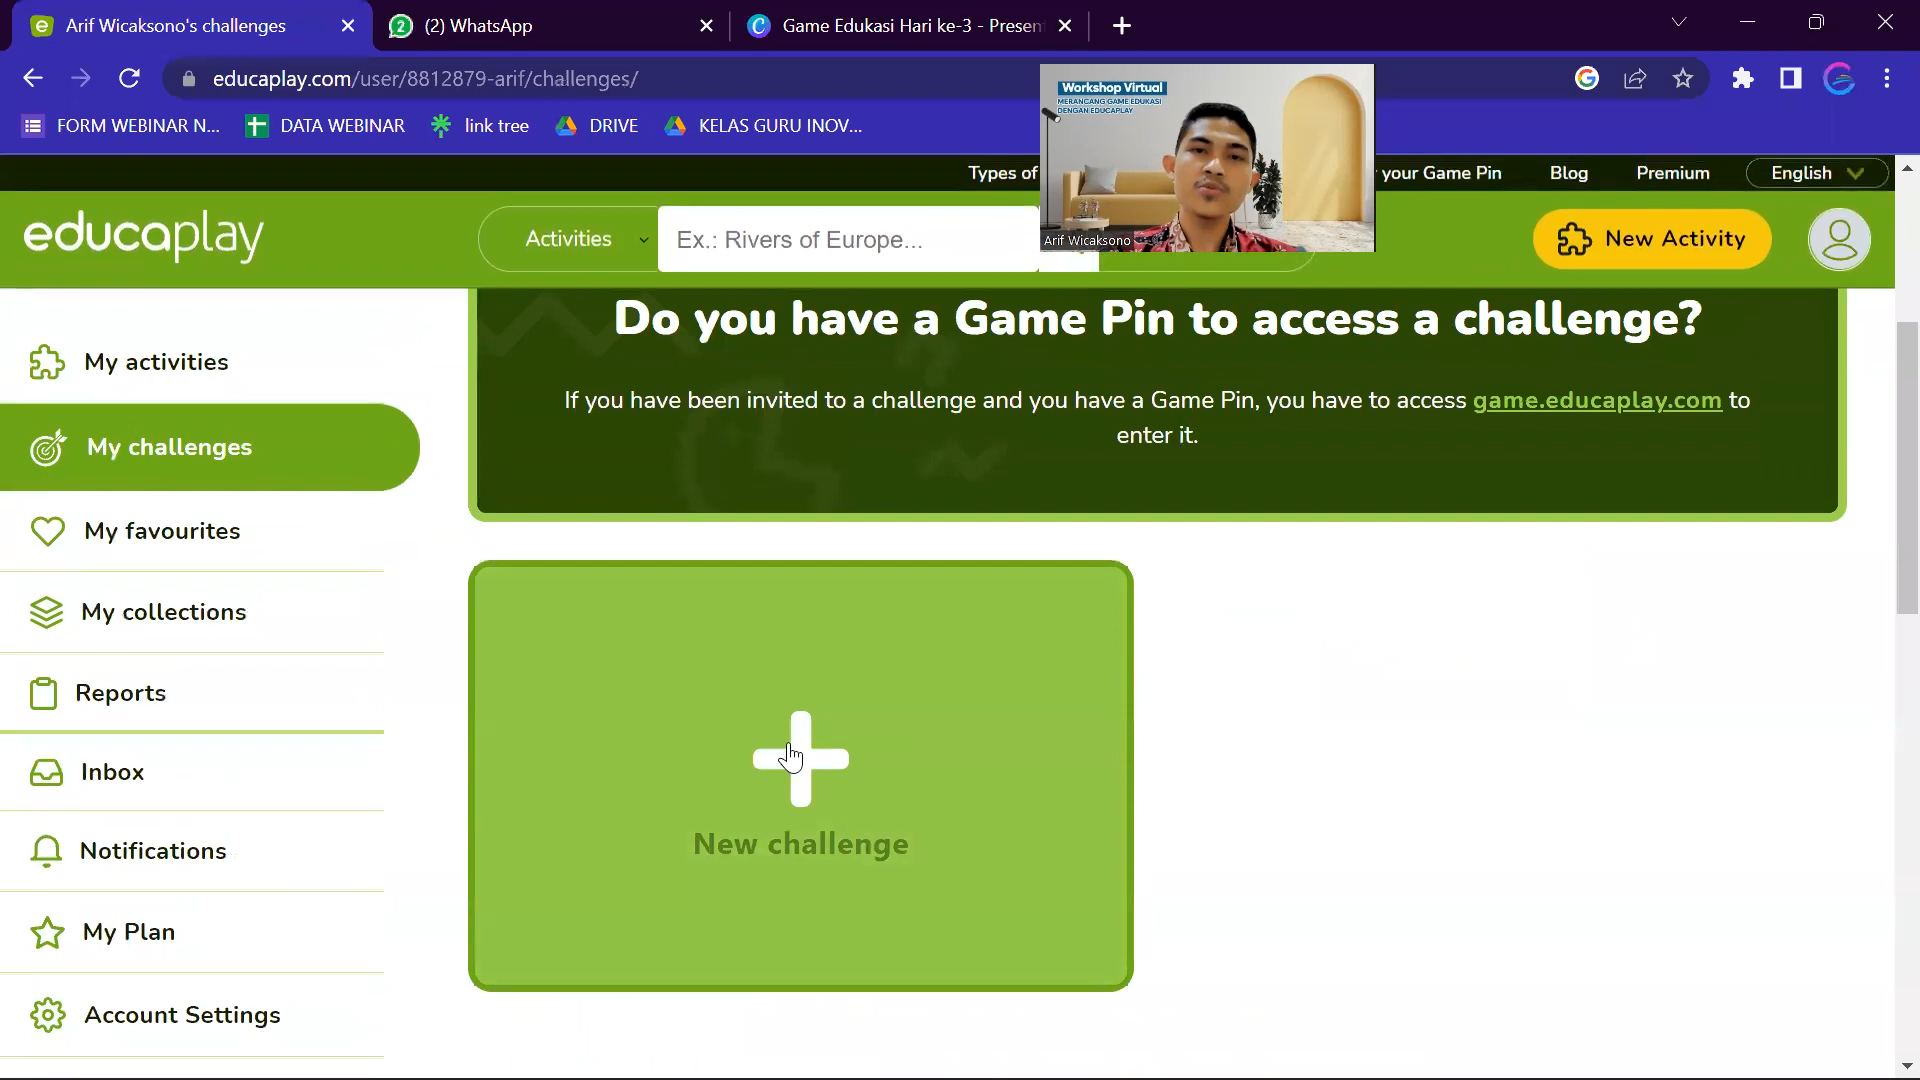 Arif Wicaksono's challenges
(2) WhatsApp
Game Edukasi Hari ke-3 - Presen
educaplay.com/user/8812879-arif/challenges/
FORM WEBINAR N...
DATA WEBINAR
link tree
DRIVE
KELAS GURU INOV...
Workshop Virtual
MERANCANG GAME EDUKASI
DENGAN EDUCAPLAY
Arif Wicaksono
Types of
your Game Pin
Blog
Premium
English
educaplay
Activities
Ex.: Rivers of Europe...
New Activity
Do you have a Game Pin to access a challenge?
If you have been invited to a challenge and you have a Game Pin, you have to access game.educaplay.com to
enter it.
My activities
My challenges
My favourites
My collections
Reports
Inbox
Notifications
My Plan
Account Settings
New challenge